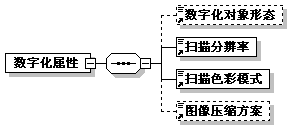 数字化对象形态
扫描分辨率
数字化属性
扫描色彩模式
图像压缩方案